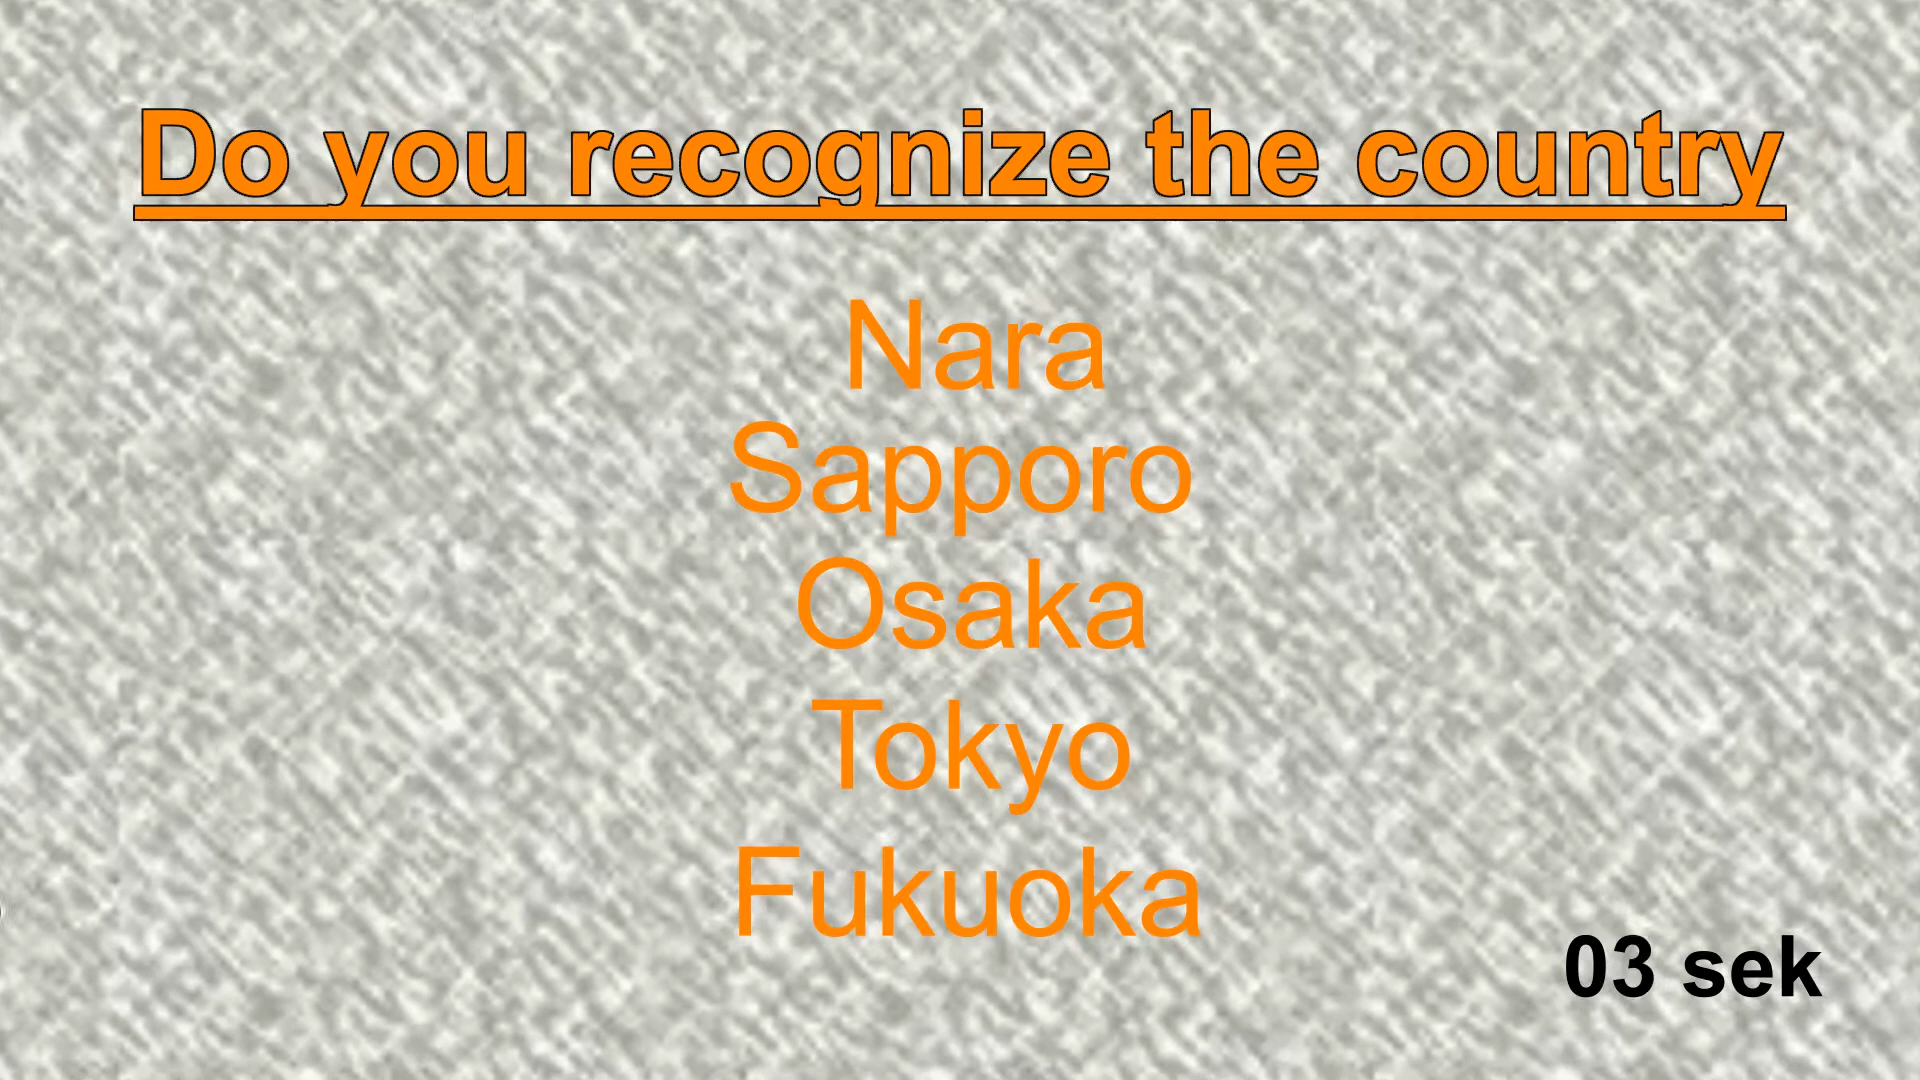 Do you recognize the country
Nara
Sapporo
Osaka
Tokyo
Fukuoka
03 sek